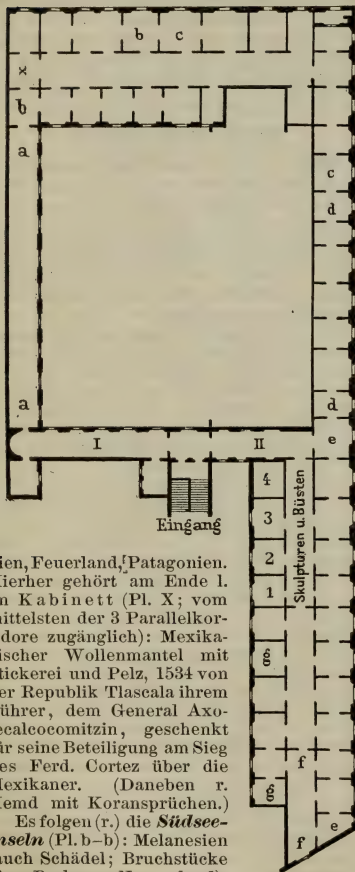 b c
x
b
a
c
d
a
d
I II e
4
3
2
1
Skulpturen u. Büsten
Eingang
g
f
g
e
f
ien, Feuerland, Patagonien.
Hierher gehört am Ende l.
n Kabinett (Pl. X; vom
nittelsten der 3 Parallelkor-
dore zugänglich): Mexika-
ischer Wollenmantel mit
tickerei und Pelz, 1534 von
er Republik Tlascala ihrem
ührer, dem General Axo-
ecalcocomitzin, geschenkt
ür seine Beteiligung am Sieg
es Ferd. Cortez über die
Mexikaner. (Daneben r.
Hemd mit Koransprüchen.)
Es folgen (r.) die Südsee-
nseln (Pl. b-b): Melanesien
auch Schädel; Bruchstücke